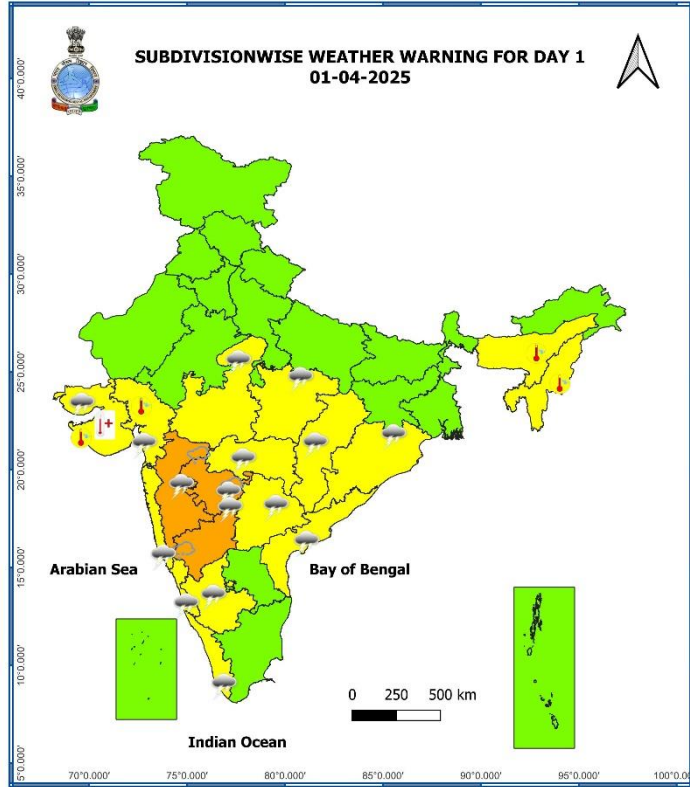 SUBDIVISIONWISE WEATHER WARNING FOR DAY 1
01-04-2025
40°0.000'
35°0.000'
30°0.000'
25°0.000'
20°0.000'
15°0.000'
10°0.000'
5°0.000'
Arabian Sea
Bay of Bengal
0 250 500 km
Indian Ocean
70°0.000' 75°0.000' 80°0.000' 85°0.000' 90°0.000' 95°0.000' 100°0.0